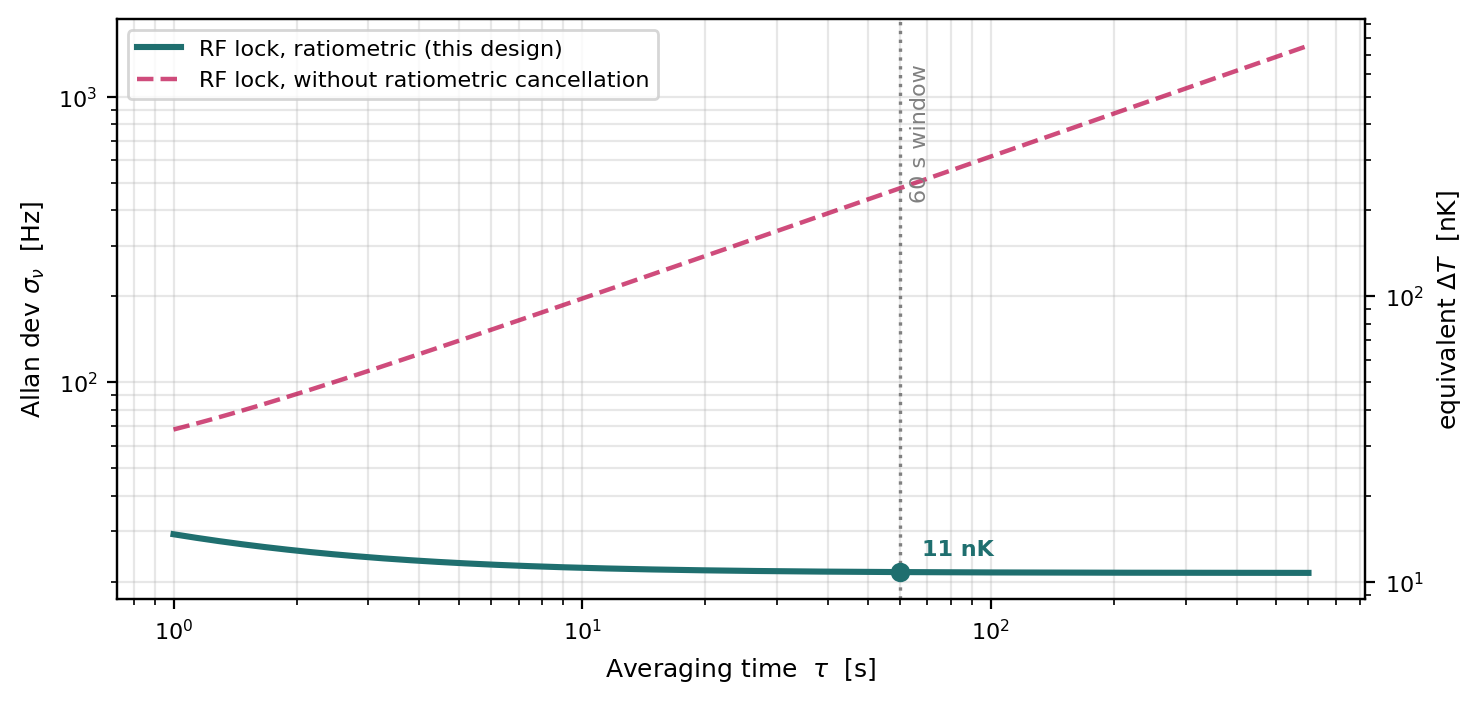 RF lock, ratiometric (this design)
RF lock, without ratiometric cancellation
60 s window
11 nK
10³
10²
Allan dev σᵥ [Hz]
10²
10¹
equivalent ΔT [nK]
10⁰
10¹
10²
Averaging time τ [s]